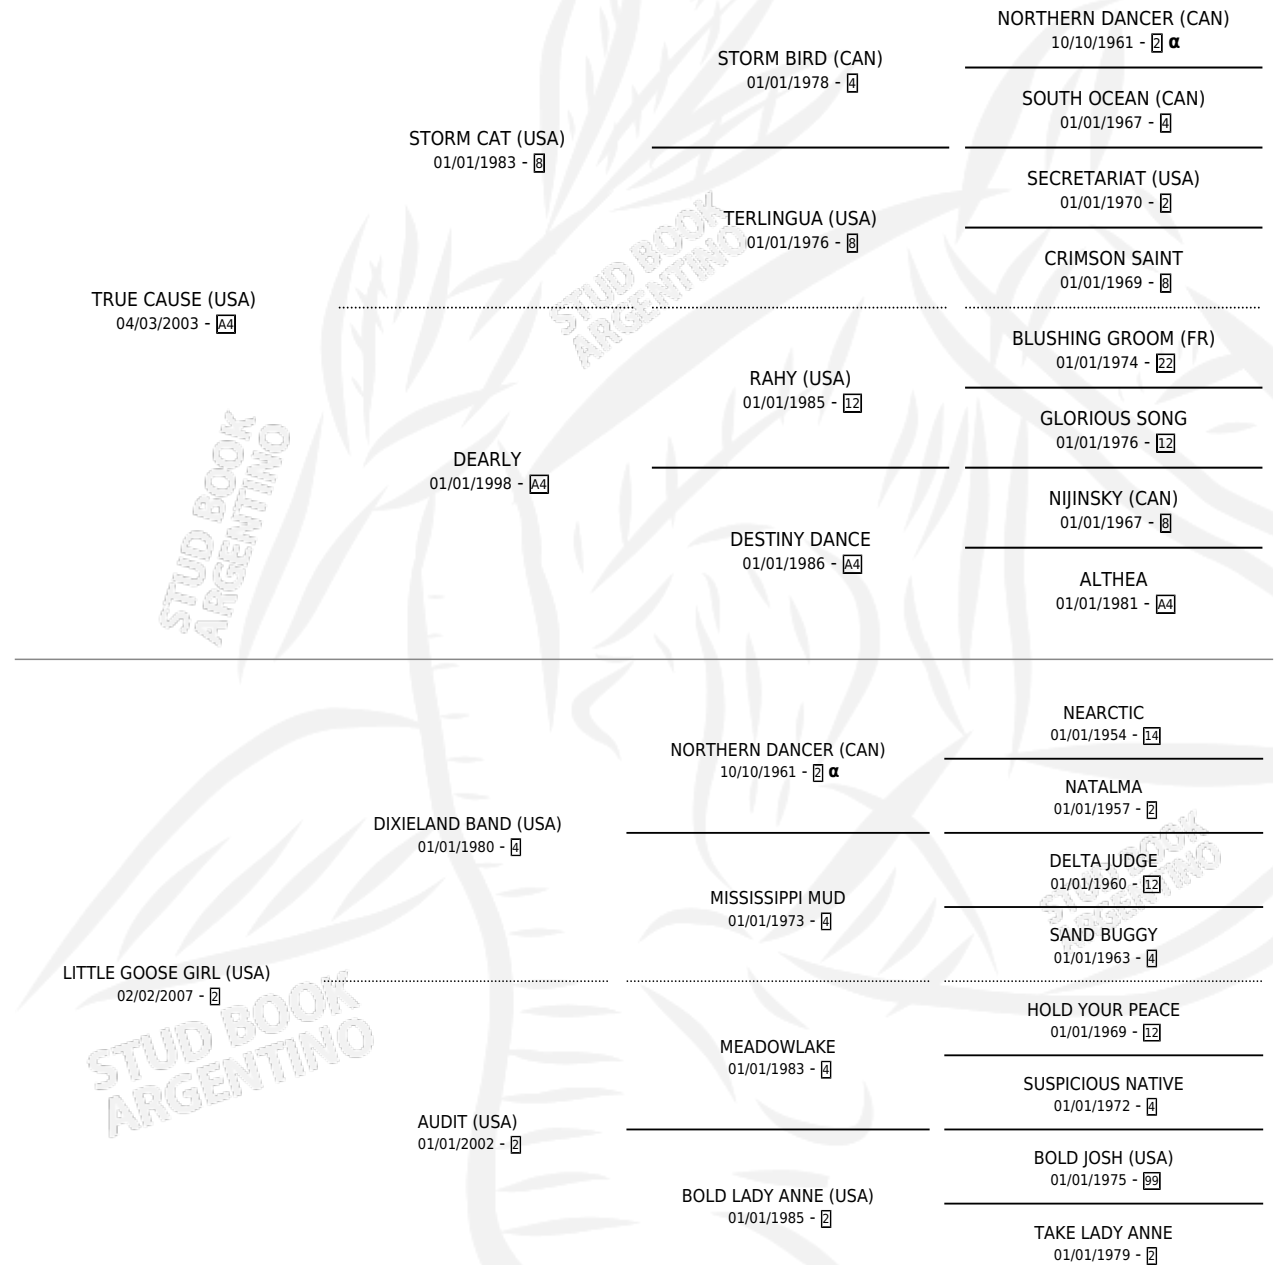 NORTHERN DANCER (CAN)
10/10/1961 - 2 α
STORM BIRD (CAN)
01/01/1978 - 4
SOUTH OCEAN (CAN)
01/01/1967 - 4
STORM CAT (USA)
01/01/1983 - 8
SECRETARIAT (USA)
01/01/1970 - 2
TERLINGUA (USA)
01/01/1976 - 8
CRIMSON SAINT
01/01/1969 - 8
TRUE CAUSE (USA)
04/03/2003 - A4
BLUSHING GROOM (FR)
01/01/1974 - 22
RAHY (USA)
01/01/1985 - 12
GLORIOUS SONG
01/01/1976 - 12
DEARLY
01/01/1998 - A4
NIJINSKY (CAN)
01/01/1967 - 8
DESTINY DANCE
01/01/1986 - A4
ALTHEA
01/01/1981 - A4
NEARCTIC
01/01/1954 - 14
NORTHERN DANCER (CAN)
10/10/1961 - 2 α
NATALMA
01/01/1957 - 2
DIXIELAND BAND (USA)
01/01/1980 - 4
DELTA JUDGE
01/01/1960 - 12
MISSISSIPPI MUD
01/01/1973 - 4
SAND BUGGY
01/01/1963 - 4
LITTLE GOOSE GIRL (USA)
02/02/2007 - 2
HOLD YOUR PEACE
01/01/1969 - 12
MEADOWLAKE
01/01/1983 - 4
SUSPICIOUS NATIVE
01/01/1972 - 4
AUDIT (USA)
01/01/2002 - 2
BOLD JOSH (USA)
01/01/1975 - 99
BOLD LADY ANNE (USA)
01/01/1985 - 2
TAKE LADY ANNE
01/01/1979 - 2
STUD BOOK
ARGENTINO
STUD BOOK
ARGENTINO
STUD BOOK
ARGENTINO
STUD BOOK
ARGENTINO